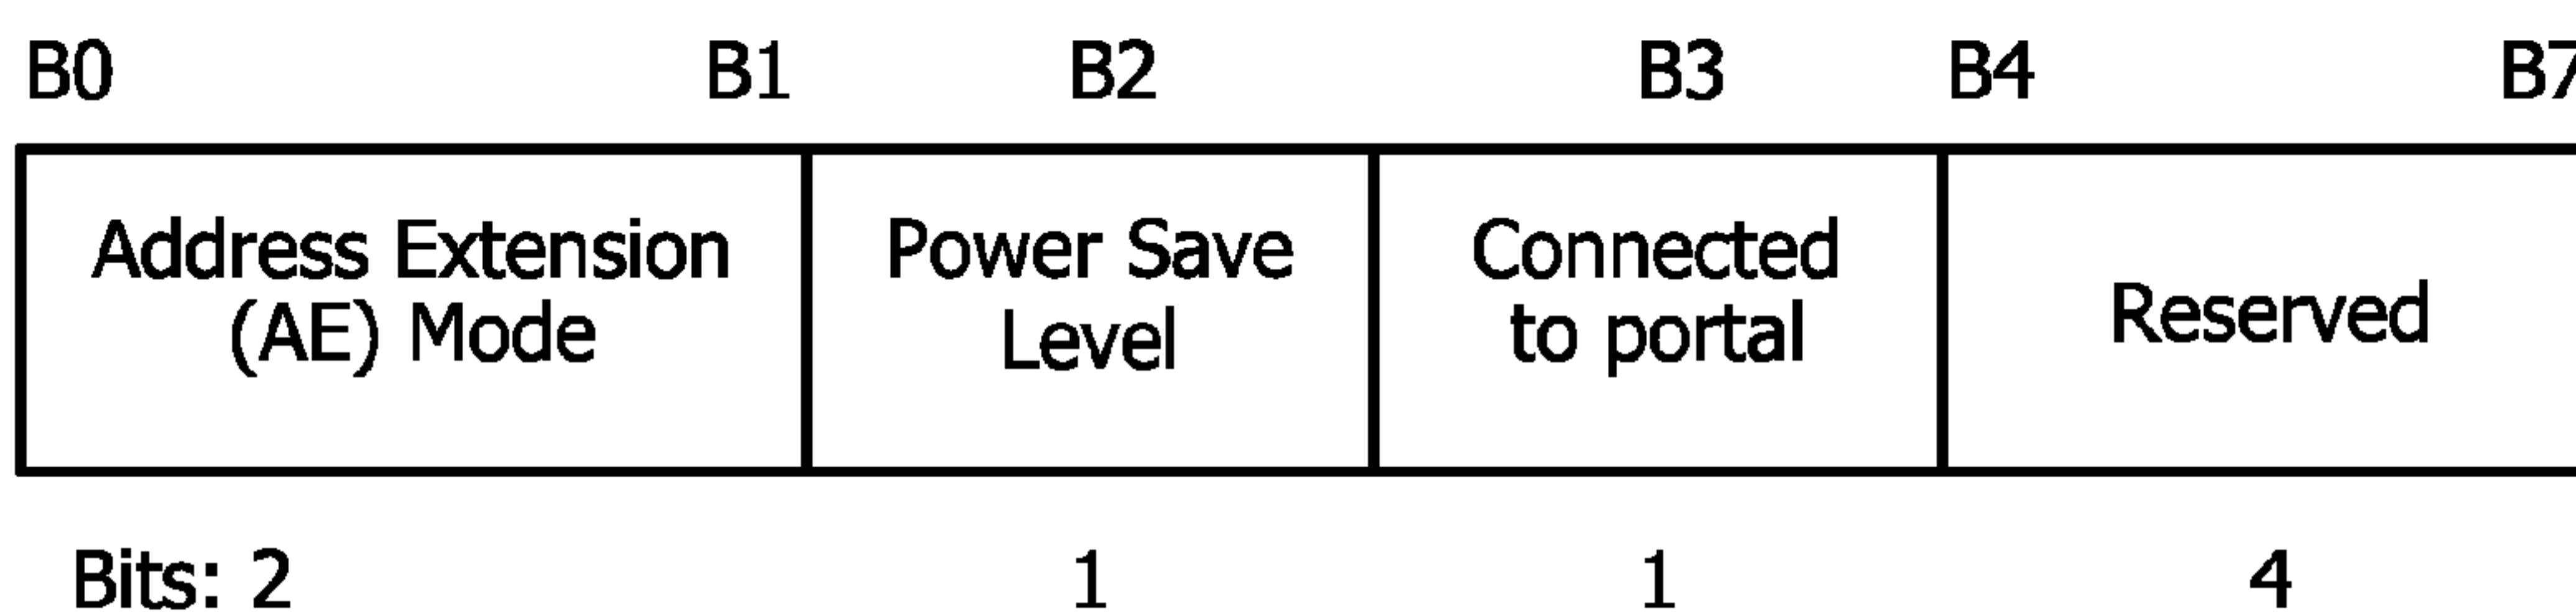 B0 B1 B2 B3 B4 B7
Address Extension
(AE) Mode
Power Save
Level
Connected
to portal
Reserved
Bits: 2 1 1 4